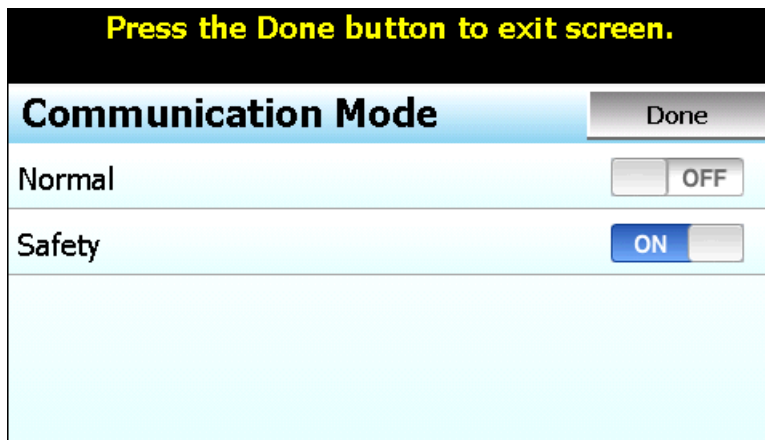 Press the Done button to exit screen.
Communication Mode Done
Normal OFF
Safety ON